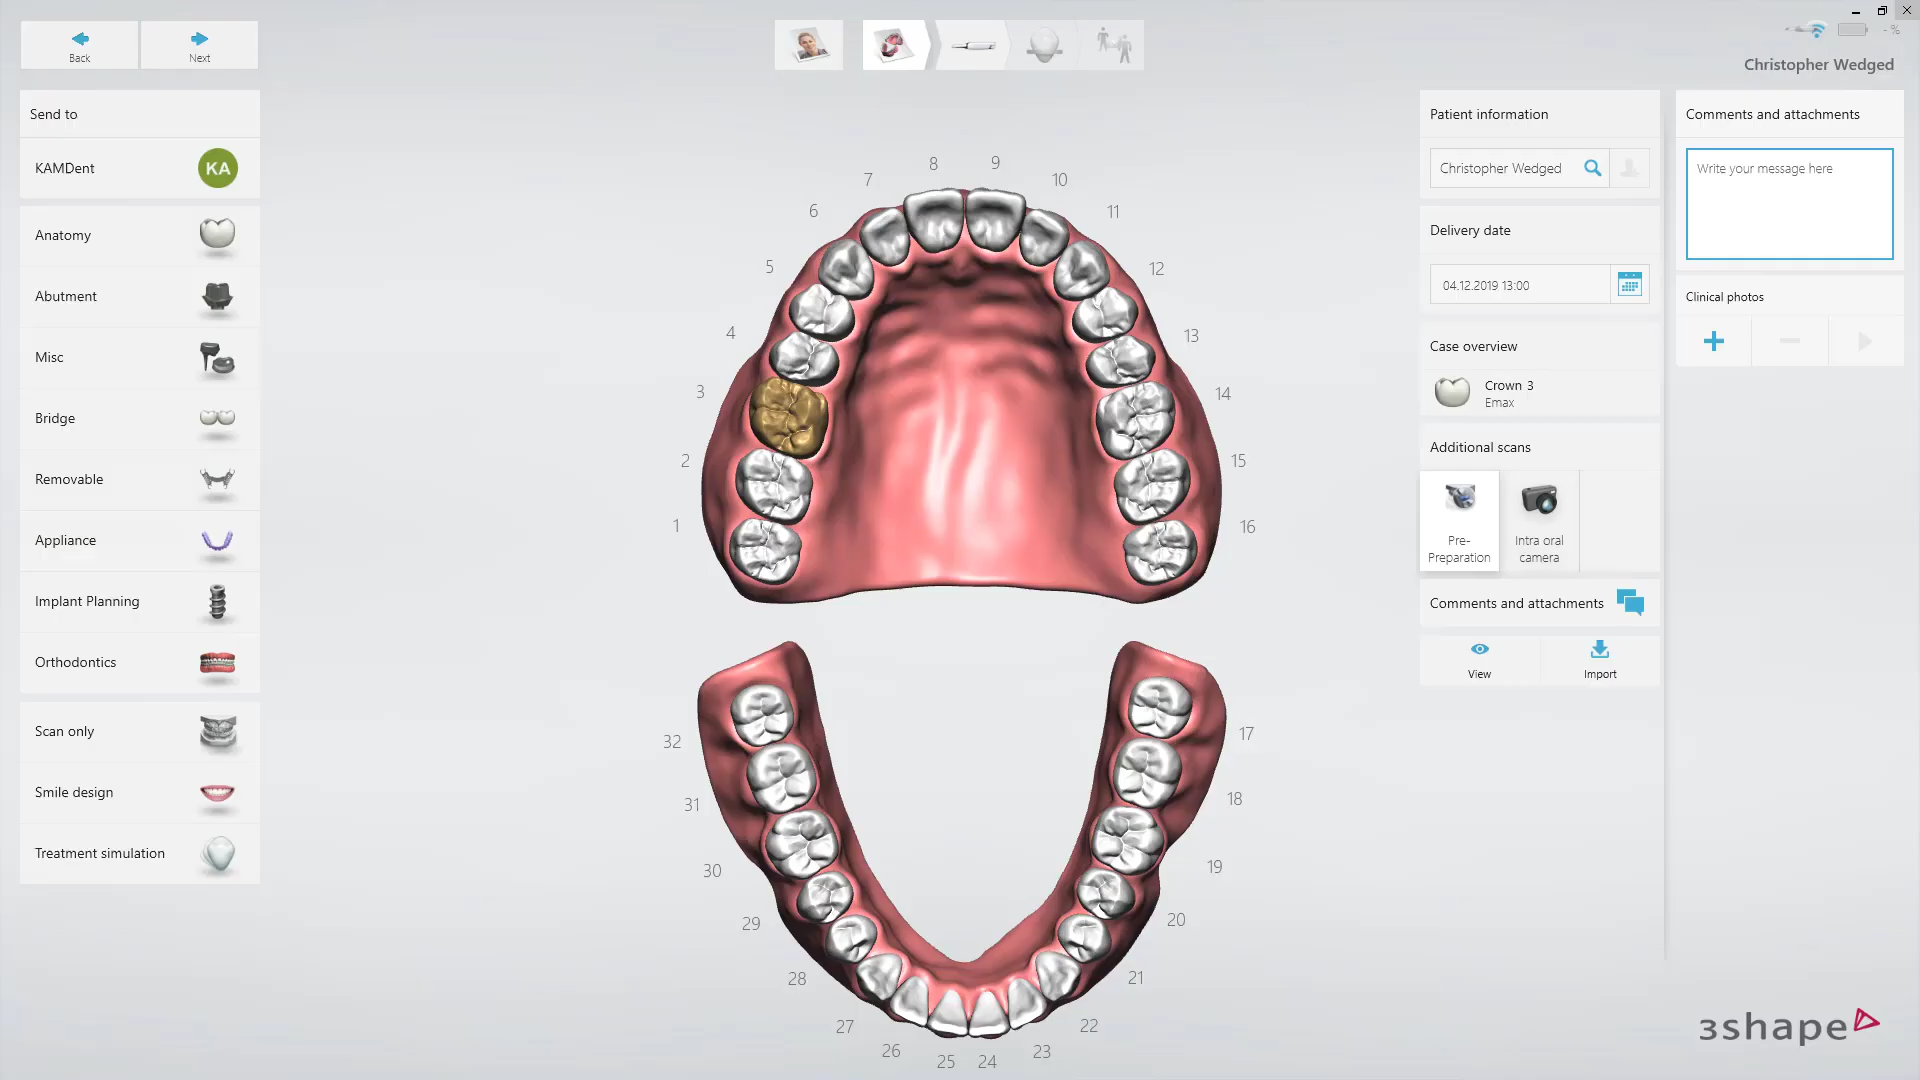 Back
Next
- %
Christopher Wedged
Send to
KAMDent
KA
Anatomy
Abutment
Misc
Bridge
Removable
Appliance
Implant Planning
Orthodontics
Scan only
Smile design
Treatment simulation
8
9
7
10
6
11
5
12
4
13
3
14
2
15
1
16
32
17
31
18
30
19
29
20
28
21
27
22
26
23
25
24
Patient information
Christopher Wedged
Delivery date
04.12.2019 13:00
Case overview
Crown 3
Emax
Additional scans
Pre-
Preparation
Intra oral
camera
Comments and attachments
View
Import
Comments and attachments
Write your message here
Clinical photos
3shape